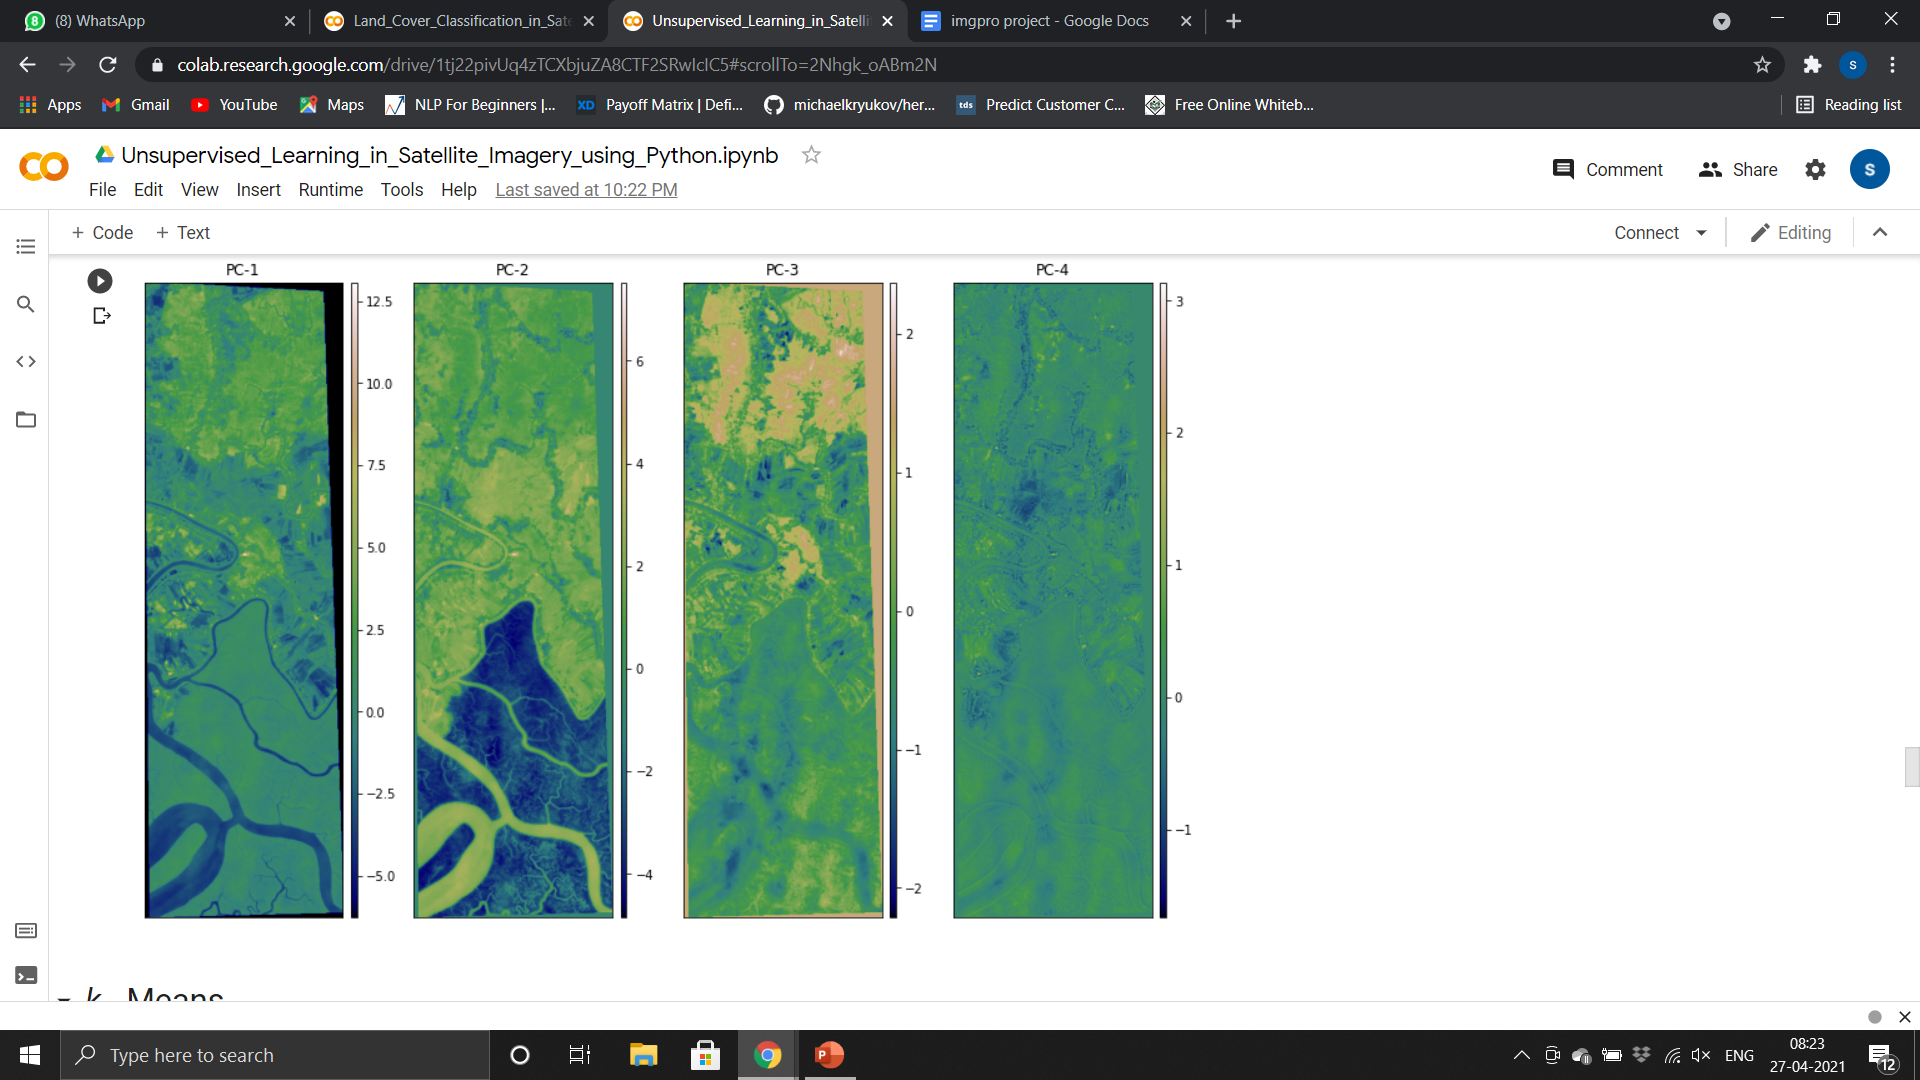 (8) WhatsApp
Land_Cover_Classification_in_Sate
Unsupervised_Learning_in_Satelli
imgpro project - Google Docs
colab.research.google.com/drive/1tj22pivUq4zTCXbjuZA8CTF2SRwIcIC5#scrollTo=2Nhgk_oABm2N
S
Apps
Gmail
YouTube
Maps
NLP For Beginners |...
XD
Payoff Matrix | Defi...
michaelkryukov/her...
tds
Predict Customer C...
Free Online Whiteb...
Reading list
Unsupervised_Learning_in_Satellite_Imagery_using_Python.ipynb
File Edit View Insert Runtime Tools Help Last saved at 10:22 PM
Comment
Share
S
+ Code + Text
Connect
Editing
PC-1
12.5
10.0
7.5
5.0
2.5
0.0
−2.5
−5.0
PC-2
6
4
2
0
−2
−4
PC-3
2
1
0
−1
−2
PC-4
3
2
1
0
−1
k - Means
Type here to search
ENG
08:23
27-04-2021
12